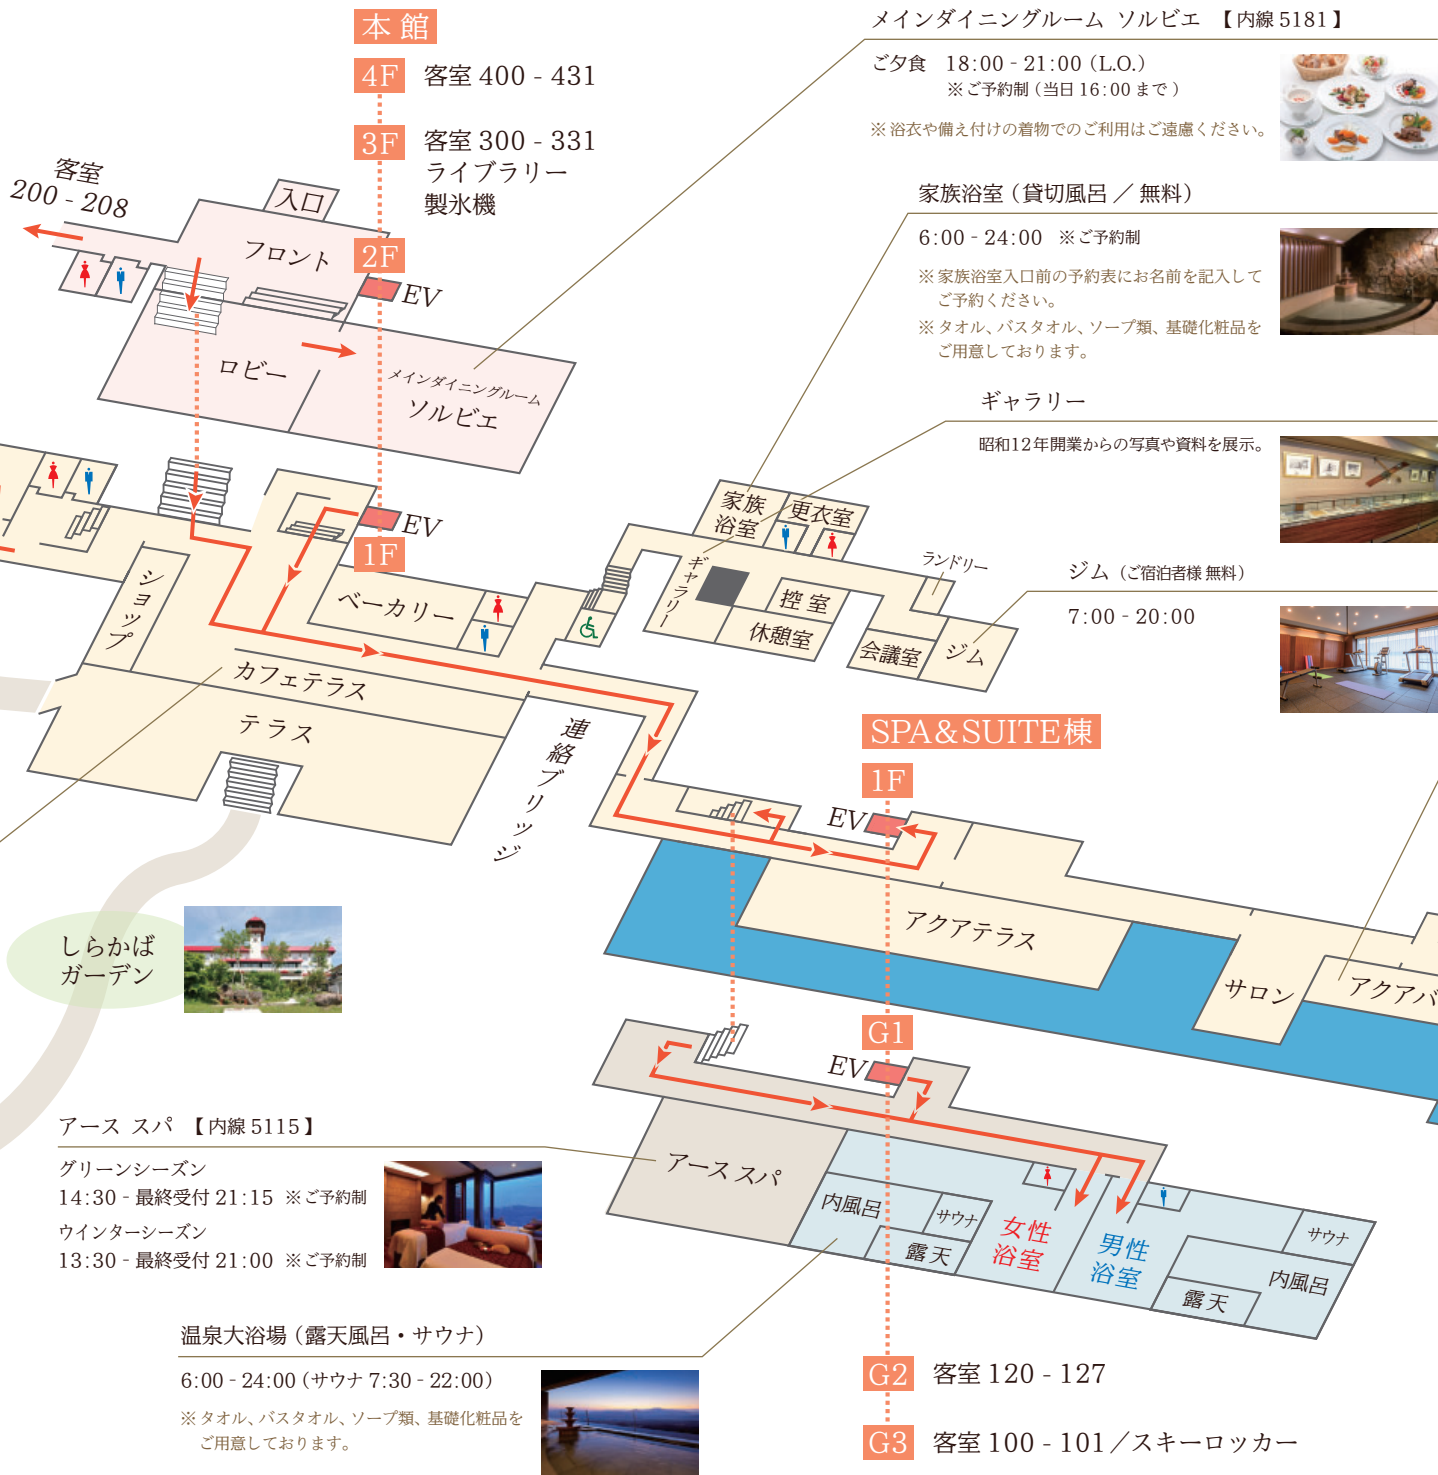 本 館
4F 客室 400 - 431
3F 客室 300 - 331
ライブラリー
製氷機
2F
客室
200 - 208
入口
フロント
EV
ロビー
メインダイニングルーム
ソルビエ
メインダイニングルーム ソルビエ 【 内線 5181 】
ご夕食 18:00 - 21:00 (L.O.)
※ご予約制 (当日 16:00 まで )
※ 浴衣や備え付けの着物でのご利用はご遠慮ください。
家族浴室 (貸切風呂 ／ 無料)
6:00 - 24:00 ※ご予約制
※ 家族浴室入口前の予約表にお名前を記入して
ご予約ください。
※ タオル、バスタオル、ソープ類、基礎化粧品を
ご用意しております。
ギャラリー
昭和12年開業からの写真や資料を展示。
ジム (ご宿泊者様 無料)
7:00 - 20:00
EV
1F
ショップ
ベーカリー
カフェテラス
テラス
連絡ブリッジ
家族
浴室
更衣室
ギャラリー
控 室
休憩室
ランドリー
会議室
ジム
SPA&SUITE棟
1F
EV
アクアテラス
サロン
アクアバ
しらかば
ガーデン
G1
EV
アース スパ
内風呂
サウナ
露天
女性
浴室
男性
浴室
サウナ
内風呂
露天
アース スパ 【 内線 5115 】
グリーンシーズン
14:30 - 最終受付 21:15 ※ご予約制
ウインターシーズン
13:30 - 最終受付 21:00 ※ご予約制
温泉大浴場 (露天風呂・サウナ)
6:00 - 24:00 (サウナ 7:30 - 22:00)
※ タオル、バスタオル、ソープ類、基礎化粧品を
ご用意しております。
G2 客室 120 - 127
G3 客室 100 - 101／スキーロッカー